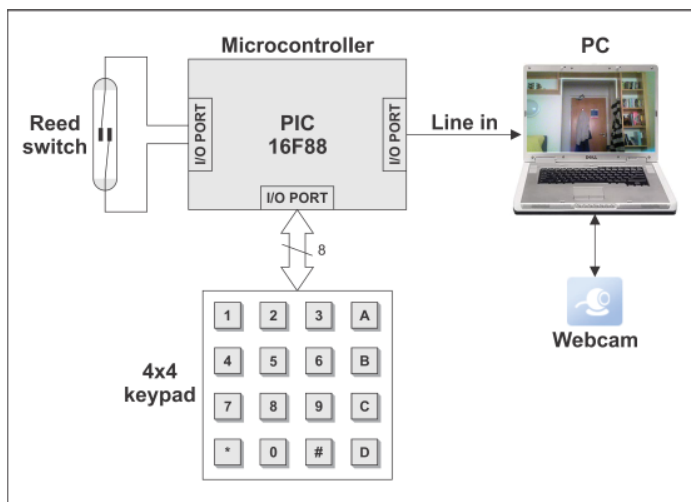 Microcontroller
PC
Reed
switch
I/O PORT
PIC
16F88
I/O PORT
Line in
I/O PORT
8
DELL
Webcam
4x4
keypad
1 2 3 A
4 5 6 B
7 8 9 C
* 0 # D